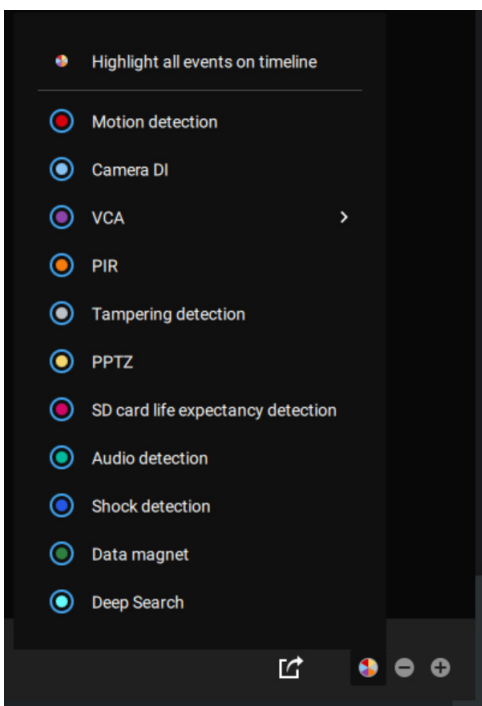 Highlight all events on timeline
Motion detection
Camera DI
VCA
PIR
Tampering detection
PPTZ
SD card life expectancy detection
Audio detection
Shock detection
Data magnet
Deep Search